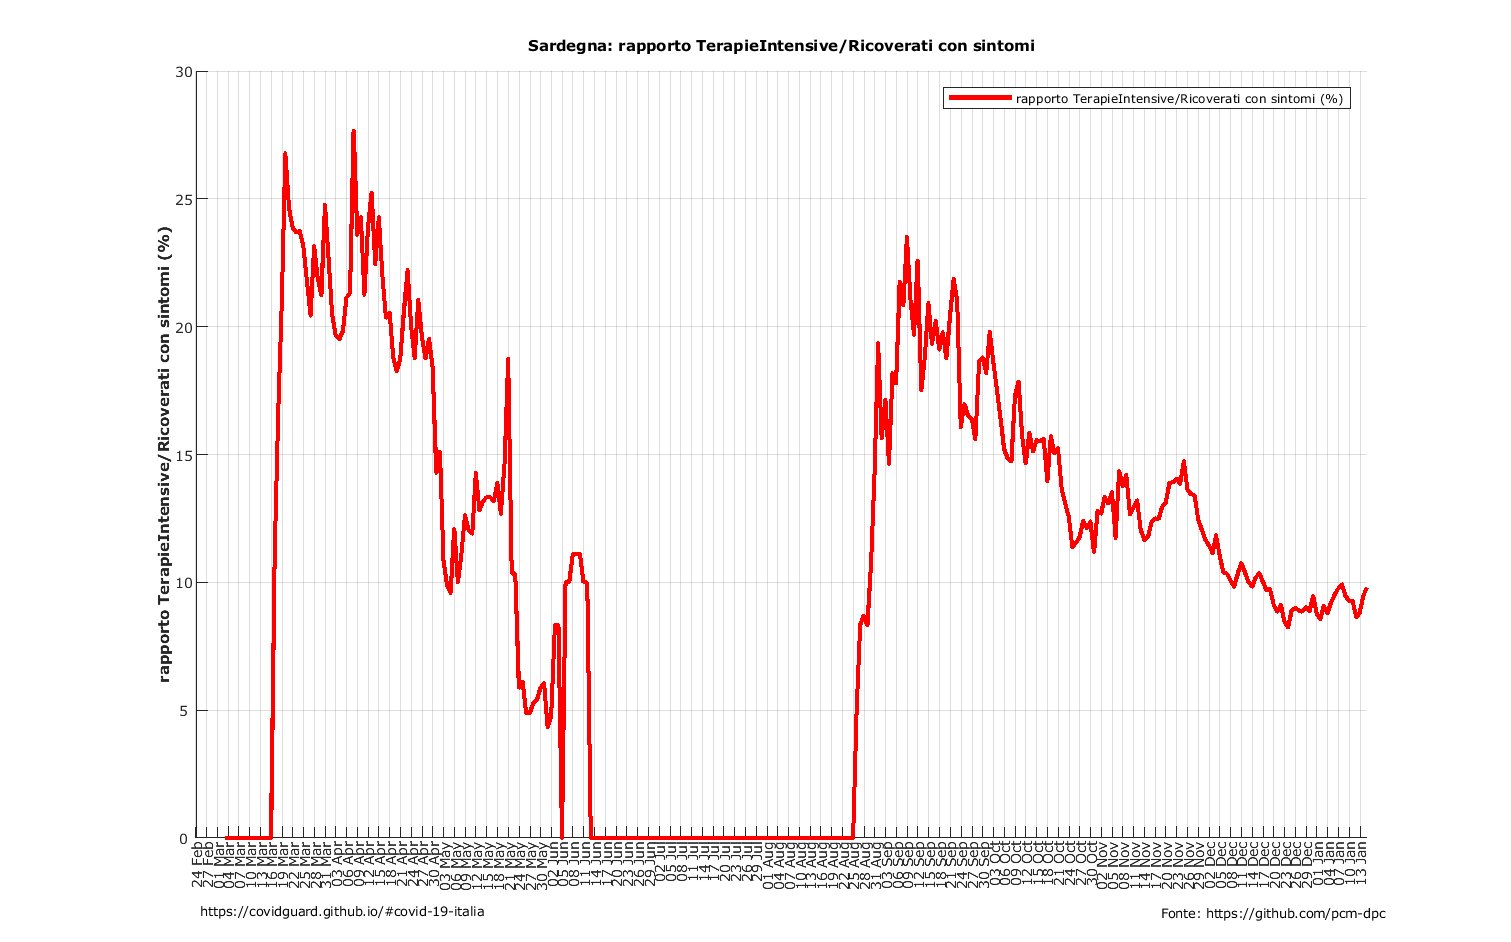 Sardegna: rapporto TerapieIntensive/Ricoverati con sintomi
rapporto TerapieIntensive/Ricoverati con sintomi (%)
rapporto TerapieIntensive/Ricoverati con sintomi (%)
30
25
20
15
10
5
0
24 Feb
27 Feb
01 Mar
04 Mar
07 Mar
10 Mar
13 Mar
16 Mar
19 Mar
22 Mar
25 Mar
28 Mar
31 Mar
03 Apr
06 Apr
09 Apr
12 Apr
15 Apr
18 Apr
21 Apr
24 Apr
27 Apr
30 Apr
03 May
06 May
09 May
12 May
15 May
18 May
21 May
24 May
27 May
30 May
02 Jun
05 Jun
08 Jun
11 Jun
14 Jun
17 Jun
20 Jun
23 Jun
26 Jun
29 Jun
02 Jul
05 Jul
08 Jul
11 Jul
14 Jul
17 Jul
20 Jul
23 Jul
26 Jul
29 Jul
01 Aug
04 Aug
07 Aug
10 Aug
13 Aug
16 Aug
19 Aug
22 Aug
25 Aug
28 Aug
31 Aug
03 Sep
06 Sep
09 Sep
12 Sep
15 Sep
18 Sep
21 Sep
24 Sep
27 Sep
30 Sep
03 Oct
06 Oct
09 Oct
12 Oct
15 Oct
18 Oct
21 Oct
24 Oct
27 Oct
30 Oct
02 Nov
05 Nov
08 Nov
11 Nov
14 Nov
17 Nov
20 Nov
23 Nov
26 Nov
29 Nov
02 Dec
05 Dec
08 Dec
11 Dec
14 Dec
17 Dec
20 Dec
23 Dec
26 Dec
29 Dec
01 Jan
04 Jan
07 Jan
10 Jan
13 Jan
https://covidguard.github.io/#covid-19-italia
Fonte: https://github.com/pcm-dpc